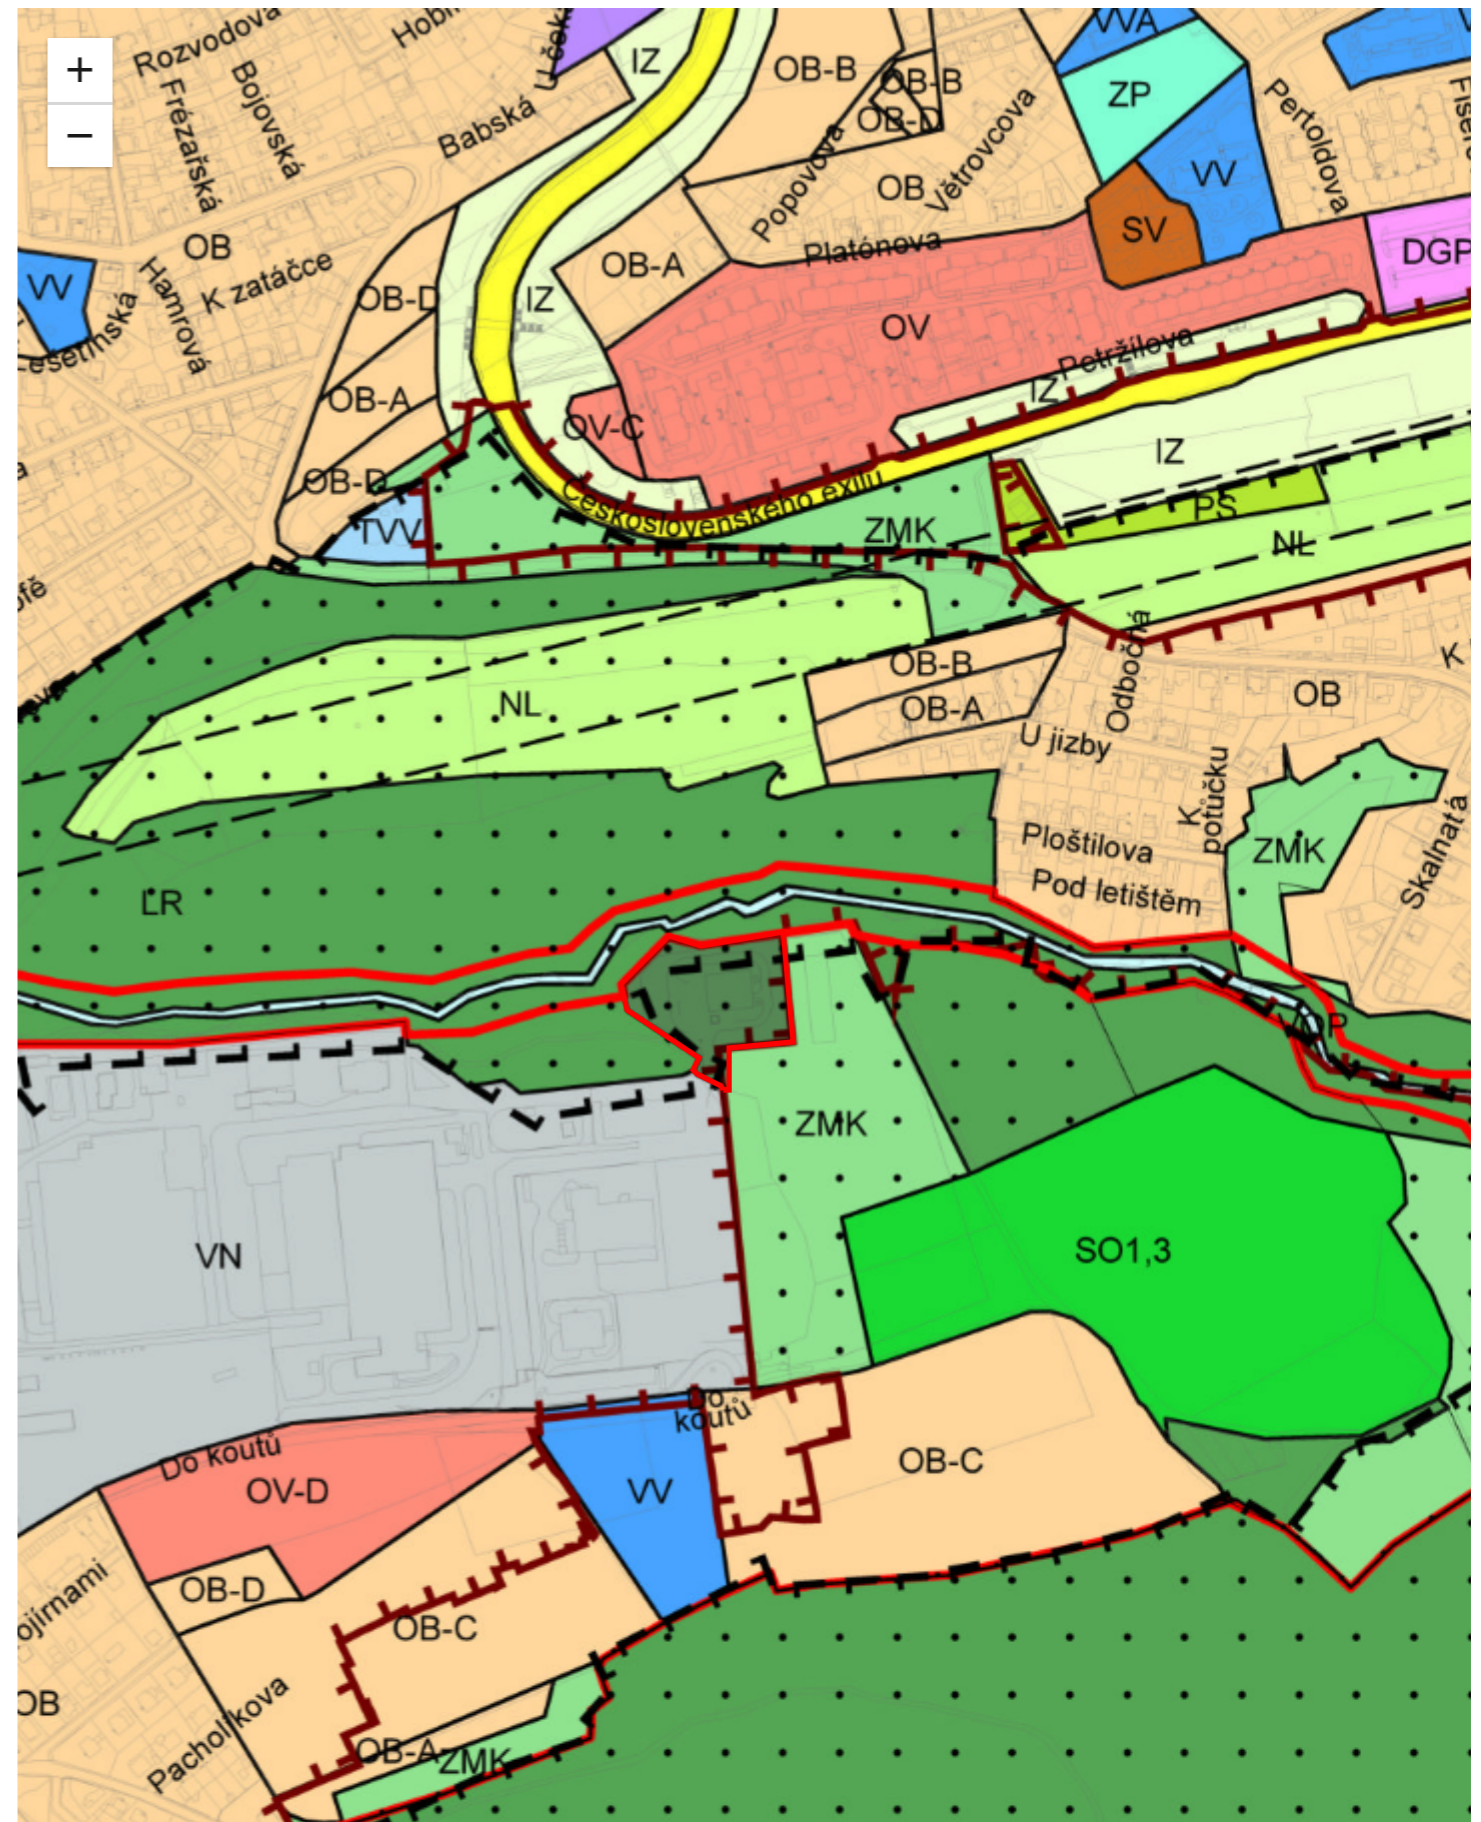 +
−
Rozvodova
Frézařská
Bojovská
Babská
IZ
OB-B
OB-B
OB-D
VVA
ZP
VV
Pertoldova
Popovova
Větrovcova
OB
SV
DGP
OB
VV
Hamrová
K zatáčce
OB-D
IZ
OB-A
Platónova
OV
Petržílova
IZ
OB-A
OV-C
IZ
OB-D
TVV
Československého exilu
ZMK
PS
NL
OB-B
OB-A
NL
Odbočná
OB
K
U jizby
K
potůčku
Ploštilova
Pod letištěm
ZMK
Skalnatá
LR
VOP
ZMK
VN
SO1,3
Do
koutů
Do koutů
OV-D
VV
OB-C
OB-D
OB-C
OB
Pacholíkova
OB-A
ZMK